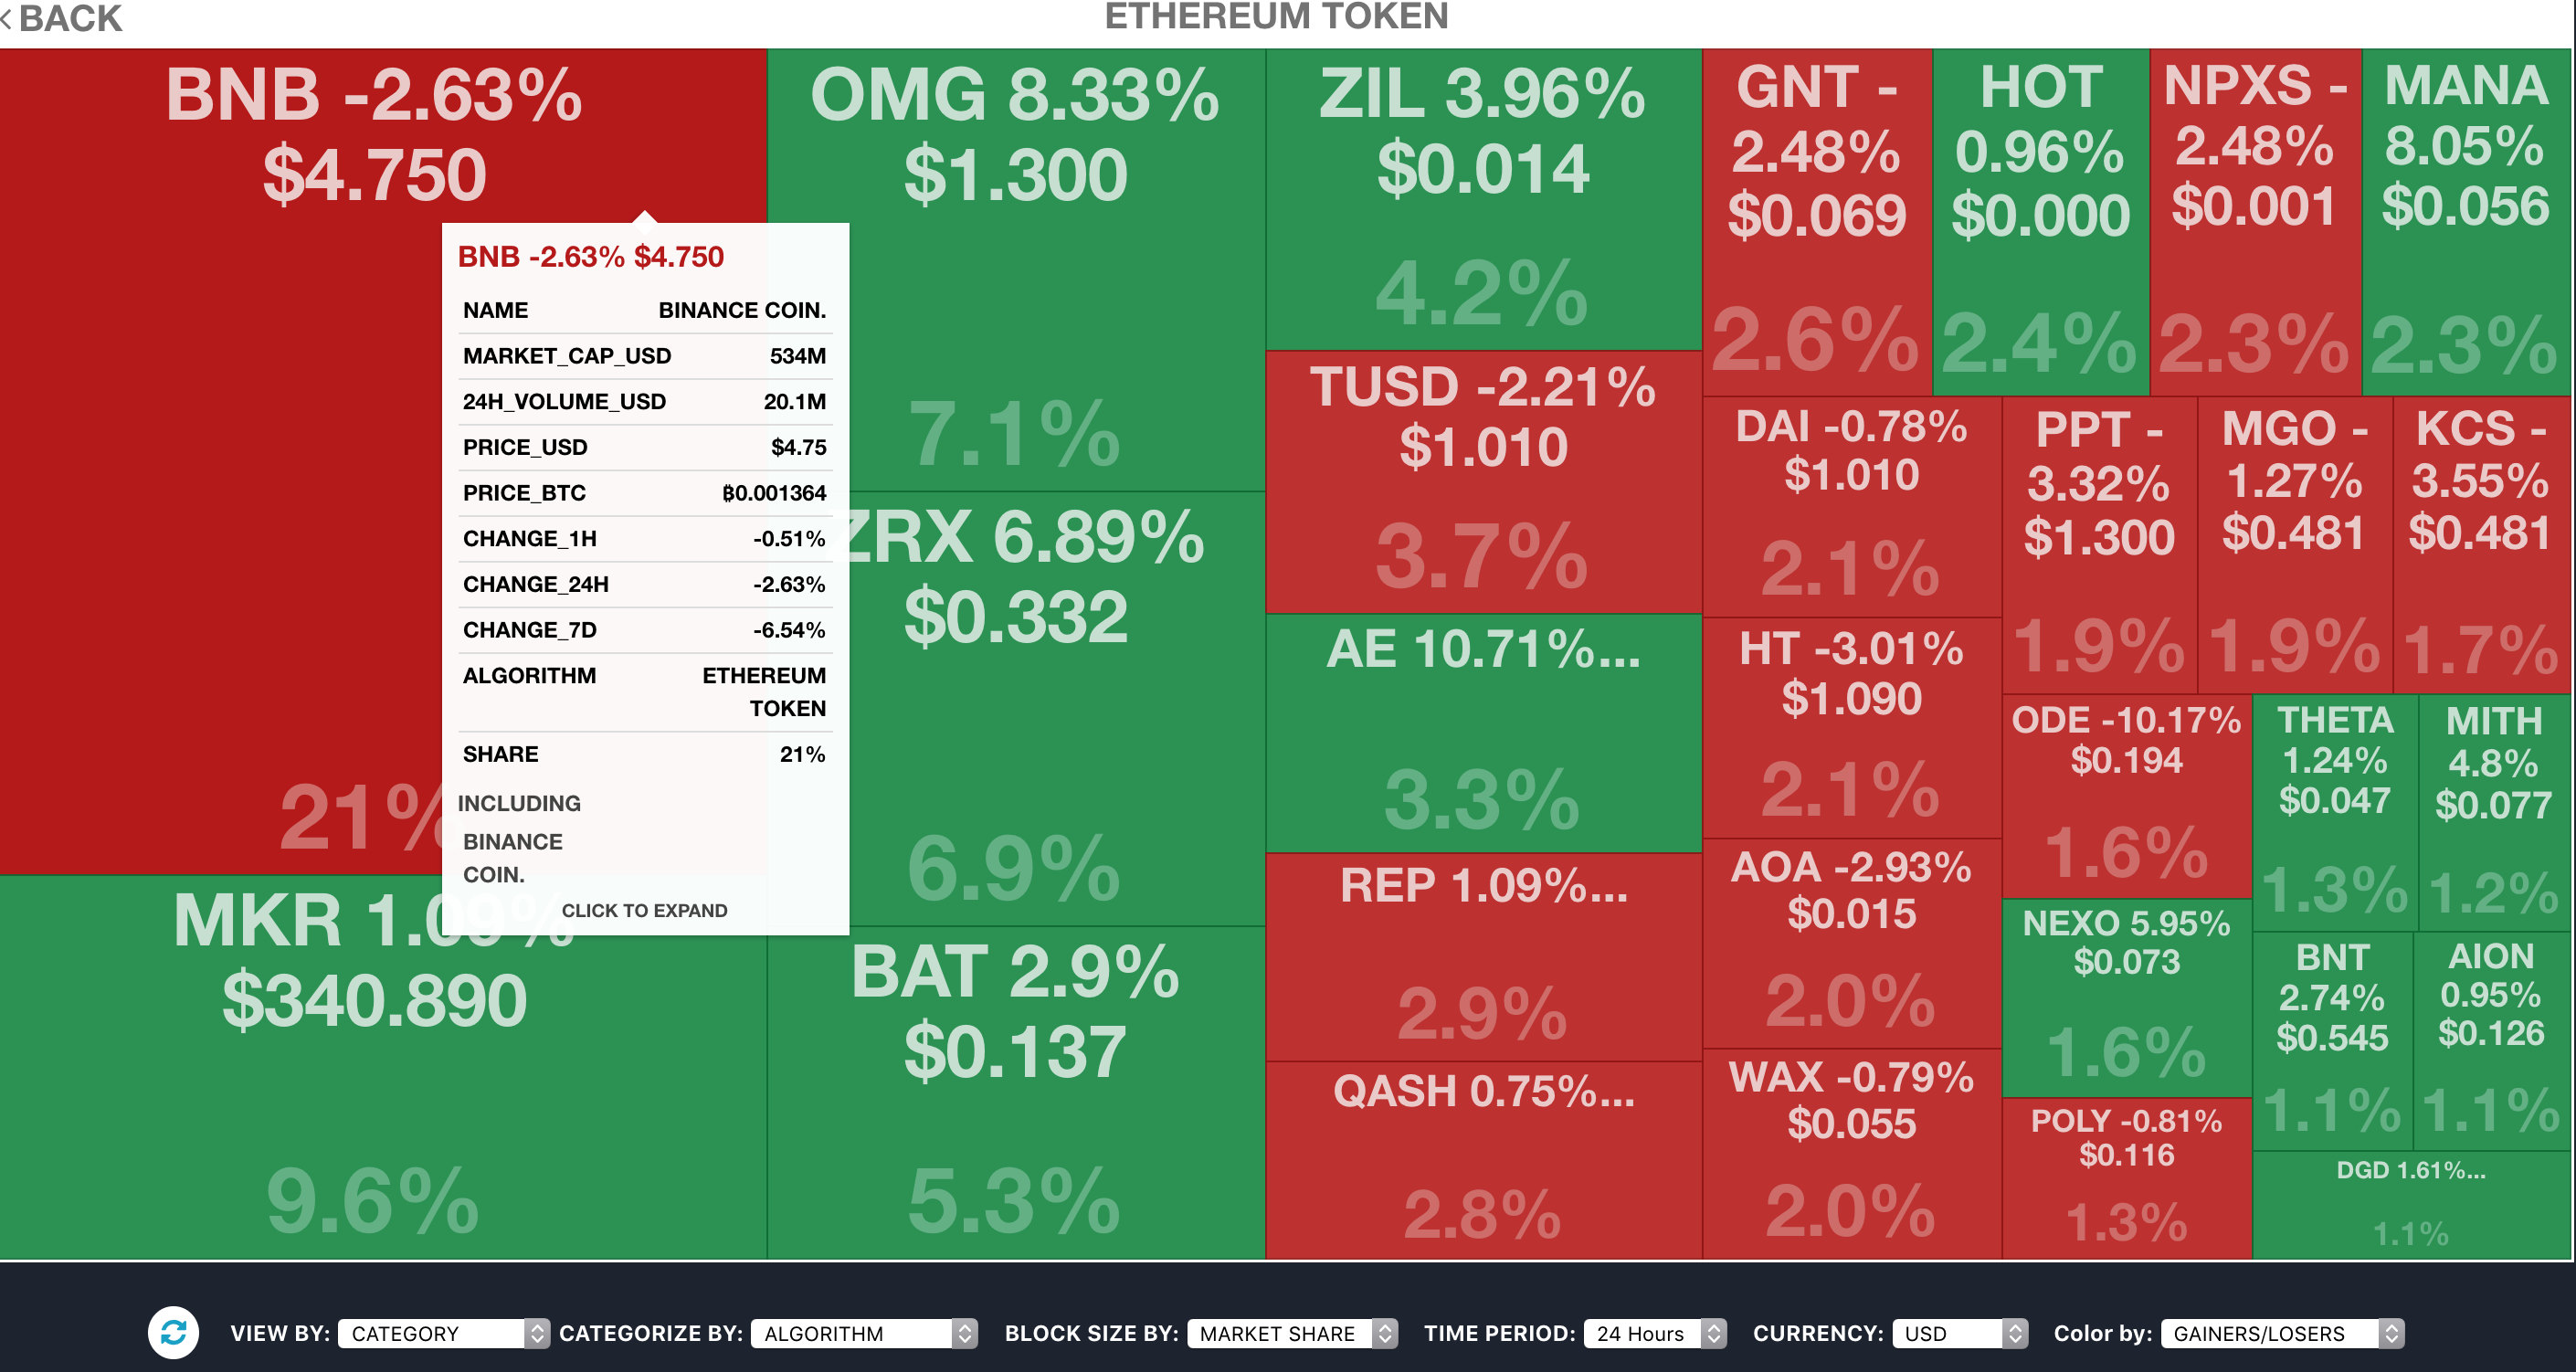 BACK
ETHEREUM TOKEN
BNB -2.63%
$4.750
21%
BNB -2.63% $4.750
NAME BINANCE COIN.
MARKET_CAP_USD 534M
24H_VOLUME_USD 20.1M
PRICE_USD $4.75
PRICE_BTC ฿0.001364
CHANGE_1H -0.51%
CHANGE_24H -2.63%
CHANGE_7D -6.54%
ALGORITHM ETHEREUM
TOKEN
SHARE 21%
INCLUDING
BINANCE
COIN.
CLICK TO EXPAND
MKR 1.09%
$340.890
9.6%
OMG 8.33%
$1.300
7.1%
ZRX 6.89%
$0.332
6.9%
BAT 2.9%
$0.137
5.3%
ZIL 3.96%
$0.014
4.2%
TUSD -2.21%
$1.010
3.7%
AE 10.71%...
3.3%
REP 1.09%...
2.9%
QASH 0.75%...
2.8%
GNT -
2.48%
$0.069
2.6%
HOT
0.96%
$0.000
2.4%
NPXS -
2.48%
$0.001
2.3%
MANA
8.05%
$0.056
2.3%
DAI -0.78%
$1.010
2.1%
HT -3.01%
$1.090
2.1%
AOA -2.93%
$0.015
2.0%
WAX -0.79%
$0.055
2.0%
PPT -
3.32%
$1.300
1.9%
MGO -
1.27%
$0.481
1.9%
KCS -
3.55%
$0.481
1.7%
ODE -10.17%
$0.194
1.6%
NEXO 5.95%
$0.073
1.6%
POLY -0.81%
$0.116
1.3%
THETA
1.24%
$0.047
1.3%
MITH
4.8%
$0.077
1.2%
BNT
2.74%
$0.545
1.1%
AION
0.95%
$0.126
1.1%
DGD 1.61%...
1.1%
VIEW BY: CATEGORY CATEGORIZE BY: ALGORITHM BLOCK SIZE BY: MARKET SHARE TIME PERIOD: 24 Hours CURRENCY: USD Color by: GAINERS/LOSERS